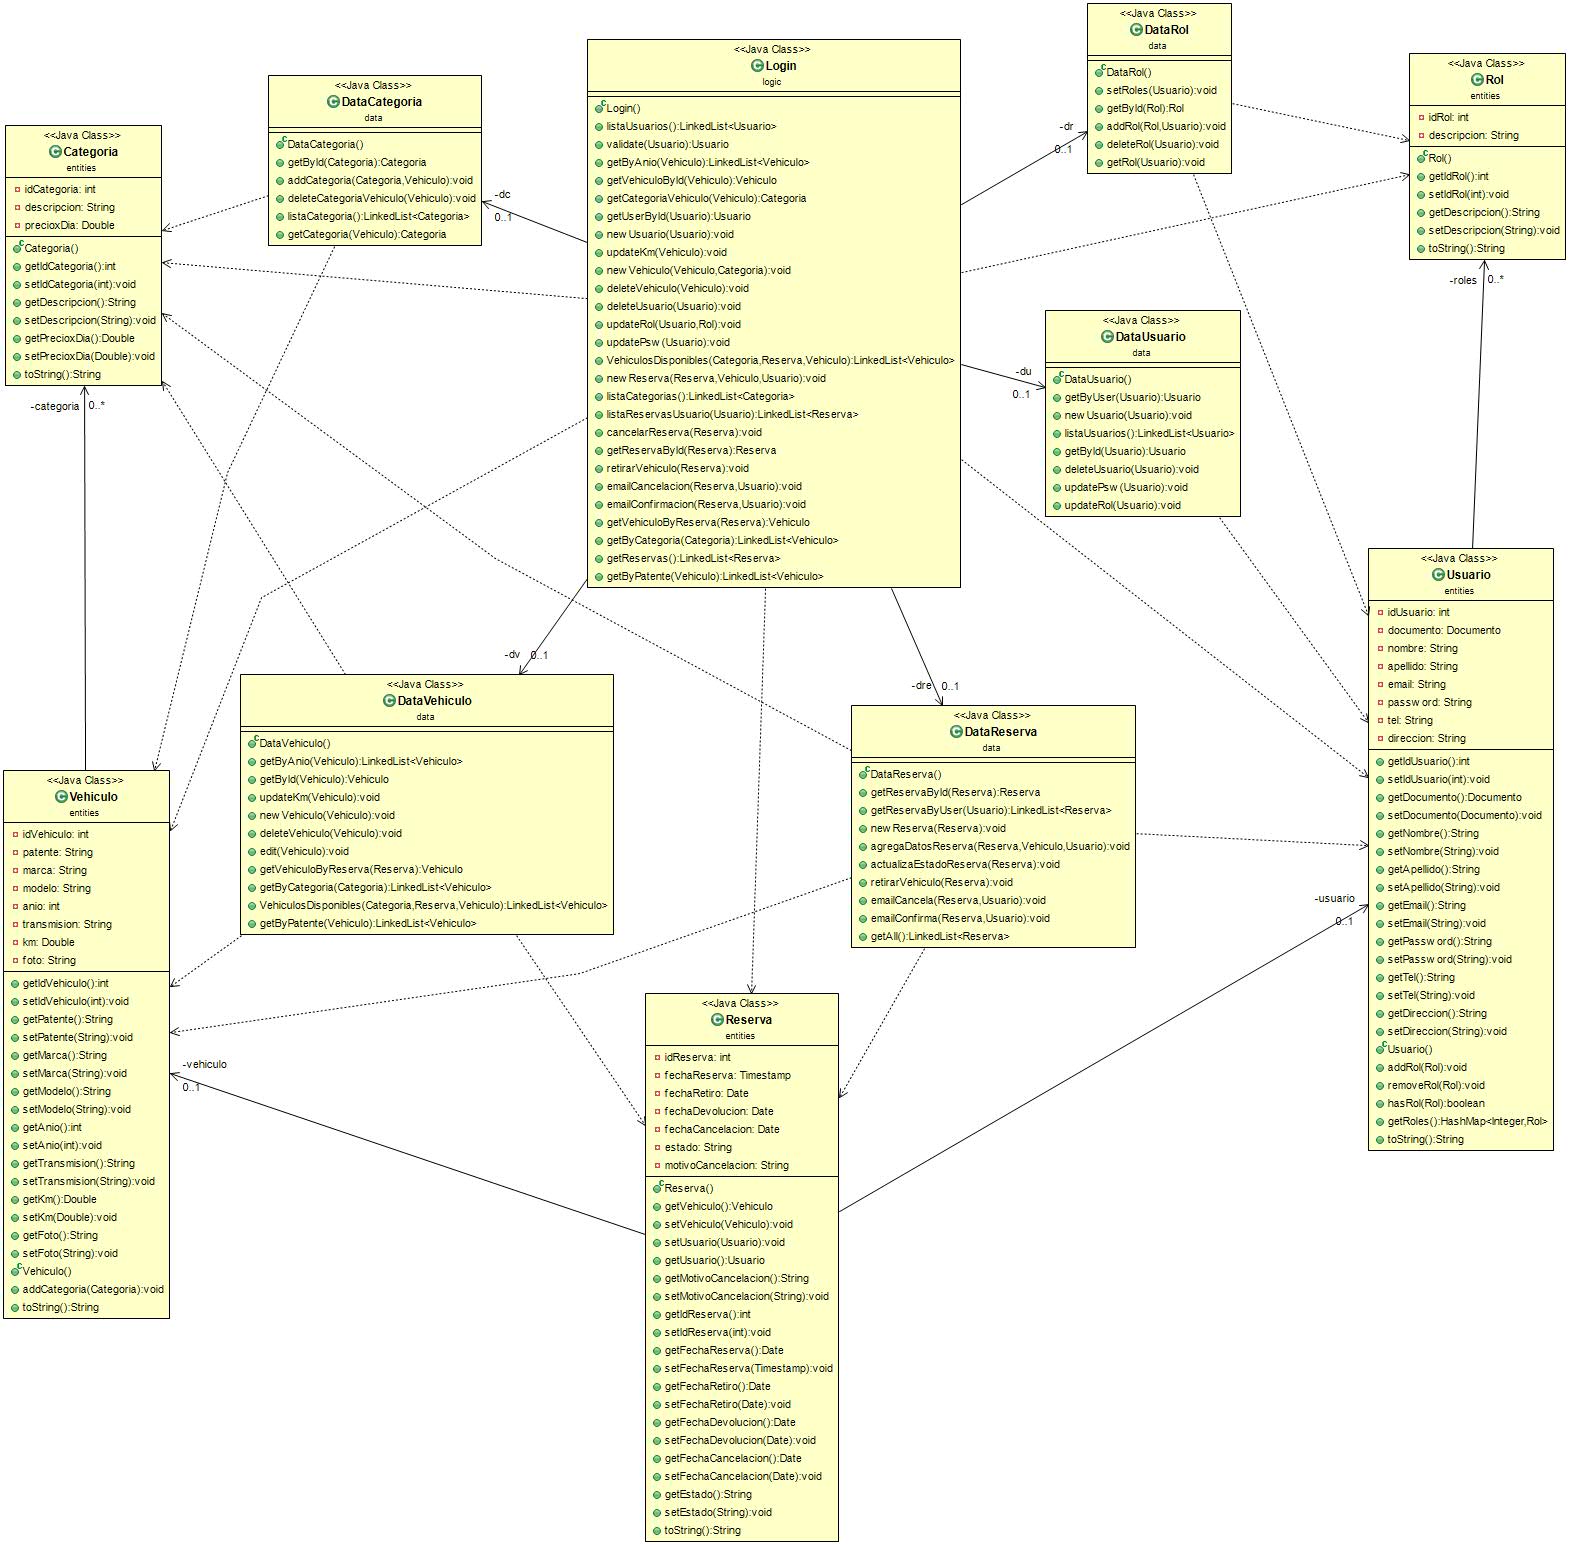 <<Java Class>>
DataRol
data
DataRol()
setRoles(Usuario):void
getById(Rol):Rol
addRol(Rol,Usuario):void
deleteRol(Usuario):void
getRol(Usuario):void
<<Java Class>>
Login
logic
Login()
listaUsuarios():LinkedList<Usuario>
validate(Usuario):Usuario
getByAnio(Vehiculo):LinkedList<Vehiculo>
getVehiculoById(Vehiculo):Vehiculo
getCategoriaVehiculo(Vehiculo):Categoria
getUserById(Usuario):Usuario
newUsuario(Usuario):void
updateKm(Vehiculo):void
newVehiculo(Vehiculo,Categoria):void
deleteVehiculo(Vehiculo):void
deleteUsuario(Usuario):void
updateRol(Usuario,Rol):void
updatePsw(Usuario):void
VehiculosDisponibles(Categoria,Reserva,Vehiculo):LinkedList<Vehiculo>
newReserva(Reserva,Vehiculo,Usuario):void
listaCategorias():LinkedList<Categoria>
listaReservasUsuario(Usuario):LinkedList<Reserva>
cancelarReserva(Reserva):void
getReservaById(Reserva):Reserva
retirarVehiculo(Reserva):void
emailCancelacion(Reserva,Usuario):void
emailConfirmacion(Reserva,Usuario):void
getVehiculoByReserva(Reserva):Vehiculo
getByCategoria(Categoria):LinkedList<Vehiculo>
getReservas():LinkedList<Reserva>
getByPatente(Vehiculo):LinkedList<Vehiculo>
<<Java Class>>
Rol
entities
idRol: int
descripcion: String
Rol()
getIdRol():int
setIdRol(int):void
getDescripcion():String
setDescripcion(String):void
toString():String
<<Java Class>>
DataCategoria
data
DataCategoria()
getById(Categoria):Categoria
addCategoria(Categoria,Vehiculo):void
deleteCategoriaVehiculo(Vehiculo):void
listaCategoria():LinkedList<Categoria>
getCategoria(Vehiculo):Categoria
<<Java Class>>
Categoria
entities
idCategoria: int
descripcion: String
precioxDia: Double
Categoria()
getIdCategoria():int
setIdCategoria(int):void
getDescripcion():String
setDescripcion(String):void
getPrecioxDia():Double
setPrecioxDia(Double):void
toString():String
-dr
0..1
-dc
0..1
-roles 0..*
<<Java Class>>
DataUsuario
data
DataUsuario()
getByUser(Usuario):Usuario
newUsuario(Usuario):void
listaUsuarios():LinkedList<Usuario>
getById(Usuario):Usuario
deleteUsuario(Usuario):void
updatePsw(Usuario):void
updateRol(Usuario):void
-du
0..1
-categoria 0..*
<<Java Class>>
Usuario
entities
idUsuario: int
documento: Documento
nombre: String
apellido: String
email: String
password: String
tel: String
direccion: String
getIdUsuario():int
setIdUsuario(int):void
getDocumento():Documento
setDocumento(Documento):void
getNombre():String
setNombre(String):void
getApellido():String
setApellido(String):void
getEmail():String
setEmail(String):void
getPassword():String
setPassword(String):void
getTel():String
setTel(String):void
getDireccion():String
setDireccion(String):void
Usuario()
addRol(Rol):void
removeRol(Rol):void
hasRol(Rol):boolean
getRoles():HashMap<Integer,Rol>
toString():String
-dv 0..1
-dre 0..1
<<Java Class>>
DataVehiculo
data
DataVehiculo()
getByAnio(Vehiculo):LinkedList<Vehiculo>
getById(Vehiculo):Vehiculo
updateKm(Vehiculo):void
newVehiculo(Vehiculo):void
deleteVehiculo(Vehiculo):void
edit(Vehiculo):void
getVehiculoByReserva(Reserva):Vehiculo
getByCategoria(Categoria):LinkedList<Vehiculo>
VehiculosDisponibles(Categoria,Reserva,Vehiculo):LinkedList<Vehiculo>
getByPatente(Vehiculo):LinkedList<Vehiculo>
<<Java Class>>
DataReserva
data
DataReserva()
getReservaById(Reserva):Reserva
getReservaByUser(Usuario):LinkedList<Reserva>
newReserva(Reserva):void
agregaDatosReserva(Reserva,Vehiculo,Usuario):void
actualizaEstadoReserva(Reserva):void
retirarVehiculo(Reserva):void
emailCancela(Reserva,Usuario):void
emailConfirma(Reserva,Usuario):void
getAll():LinkedList<Reserva>
<<Java Class>>
Vehiculo
entities
idVehiculo: int
patente: String
marca: String
modelo: String
anio: int
transmision: String
km: Double
foto: String
getIdVehiculo():int
setIdVehiculo(int):void
getPatente():String
setPatente(String):void
getMarca():String
setMarca(String):void
getModelo():String
setModelo(String):void
getAnio():int
setAnio(int):void
getTransmision():String
setTransmision(String):void
getKm():Double
setKm(Double):void
getFoto():String
setFoto(String):void
Vehiculo()
addCategoria(Categoria):void
toString():String
-usuario
0..1
-vehiculo
0..1
<<Java Class>>
Reserva
entities
idReserva: int
fechaReserva: Timestamp
fechaRetiro: Date
fechaDevolucion: Date
fechaCancelacion: Date
estado: String
motivoCancelacion: String
Reserva()
getVehiculo():Vehiculo
setVehiculo(Vehiculo):void
setUsuario(Usuario):void
getUsuario():Usuario
getMotivoCancelacion():String
setMotivoCancelacion(String):void
getIdReserva():int
setIdReserva(int):void
getFechaReserva():Date
setFechaReserva(Timestamp):void
getFechaRetiro():Date
setFechaRetiro(Date):void
getFechaDevolucion():Date
setFechaDevolucion(Date):void
getFechaCancelacion():Date
setFechaCancelacion(Date):void
getEstado():String
setEstado(String):void
toString():String